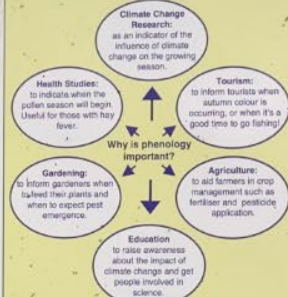 Climate Change
Research:
as an indicator of the
influence of climate
change on the growing
season.
Health Studies:
to indicate when the
pollen season will begin.
Useful for those with hay
fever.
Tourism:
to inform tourists when
autumn colour is
occurring, or when it's a
good time to go fishing!
Why is phenology
important?
Gardening:
to inform gardeners when
to feed their plants and
when to expect pest
emergence.
Agriculture:
to aid farmers in crop
management such as
fertiliser and pesticide
application.
Education
to raise awareness
about the impact of
climate change and get
people involved in
science.